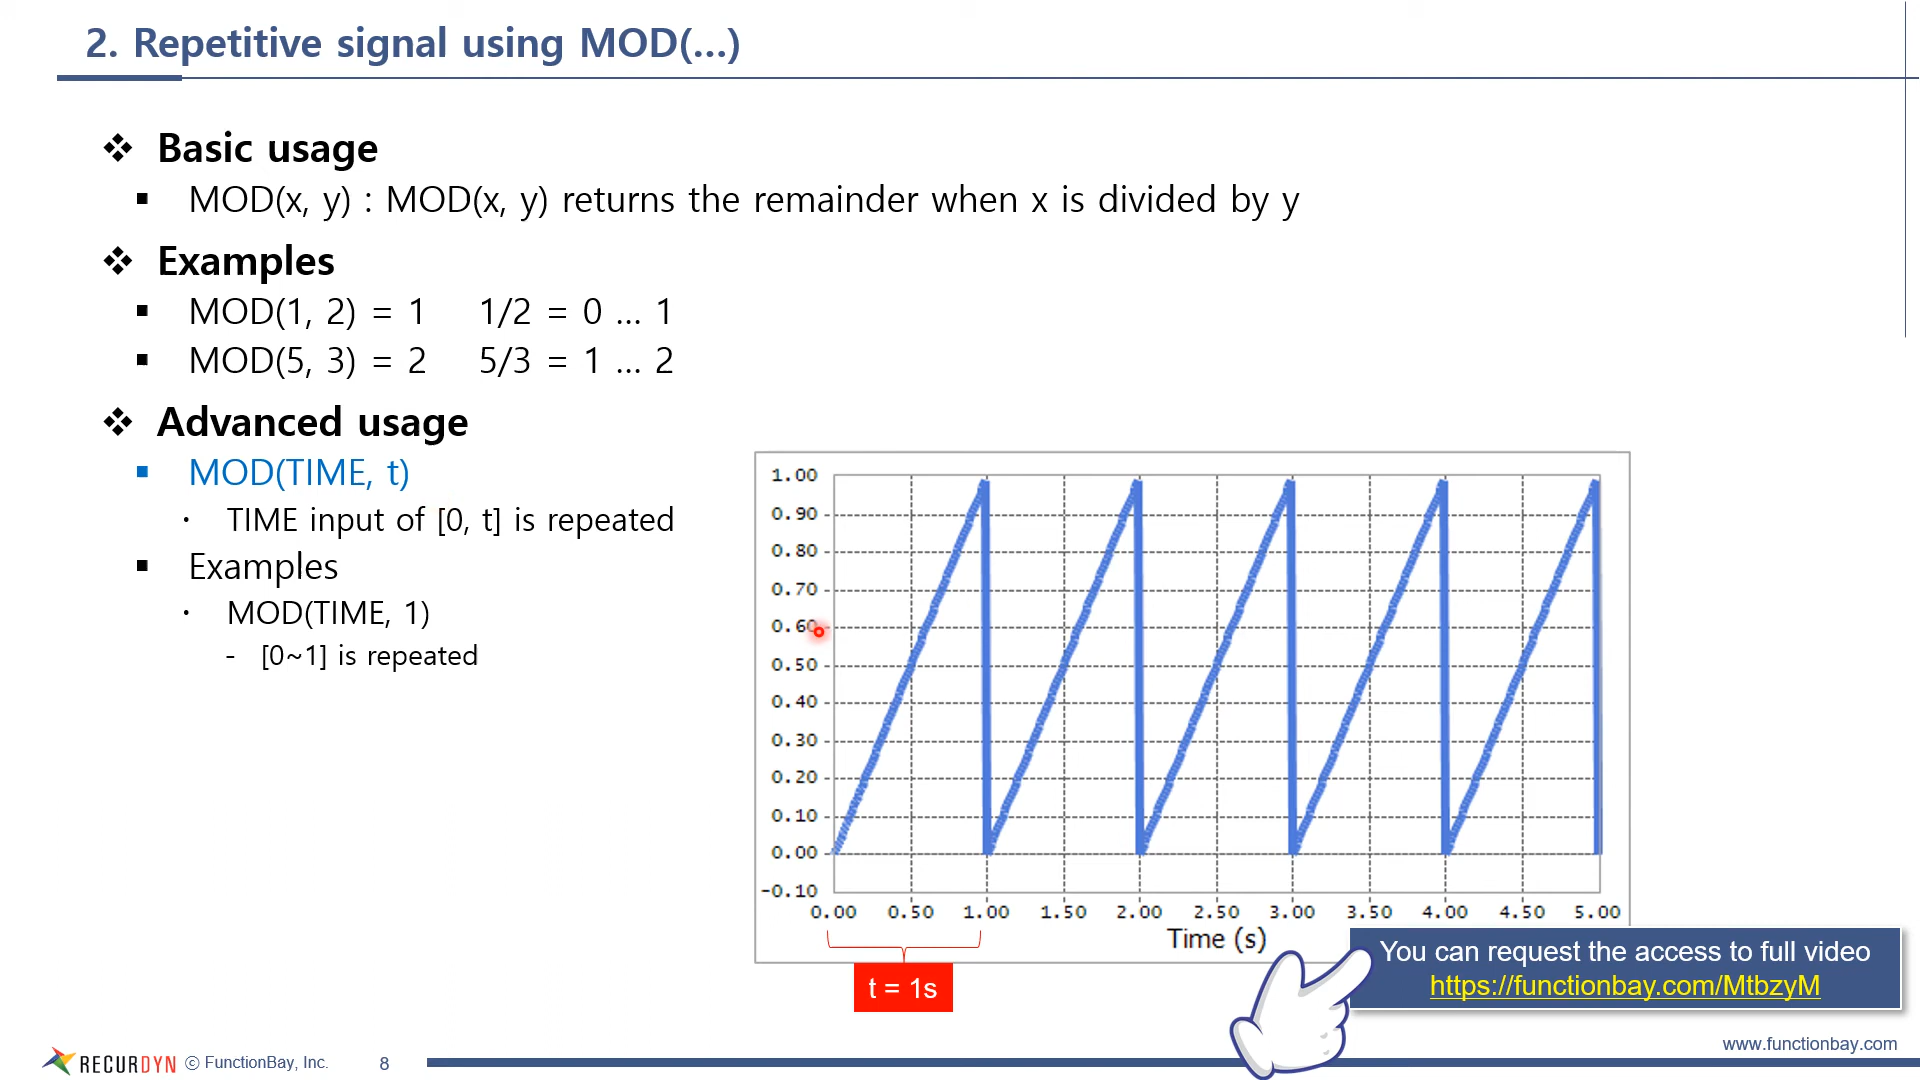 2. Repetitive signal using MOD(...)
❖ Basic usage
▪ MOD(x, y) : MOD(x, y) returns the remainder when x is divided by y
❖ Examples
▪ MOD(1, 2) = 1 1/2 = 0 ... 1
▪ MOD(5, 3) = 2 5/3 = 1 ... 2
❖ Advanced usage
▪ MOD(TIME, t)
· TIME input of [0, t] is repeated
▪ Examples
· MOD(TIME, 1)
- [0~1] is repeated
1.00
0.90
0.80
0.70
0.60
0.50
0.40
0.30
0.20
0.10
0.00
-0.10
0.00 0.50 1.00 1.50 2.00 2.50 3.00 3.50 4.00 4.50 5.00
Time (s)
t = 1s
You can request the access to full video
https://functionbay.com/MtbzyM
www.functionbay.com
RECURDYN © FunctionBay, Inc. 8